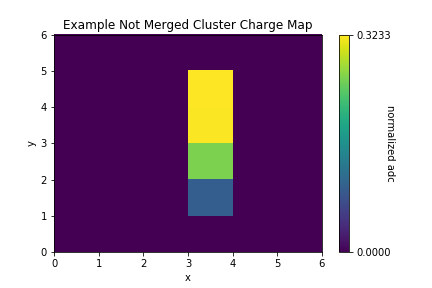 Example Not Merged Cluster Charge Map
6
5
4
3
2
1
0
y
0 1 2 3 4 5 6
x
0.3233
0.0000
normalized adc